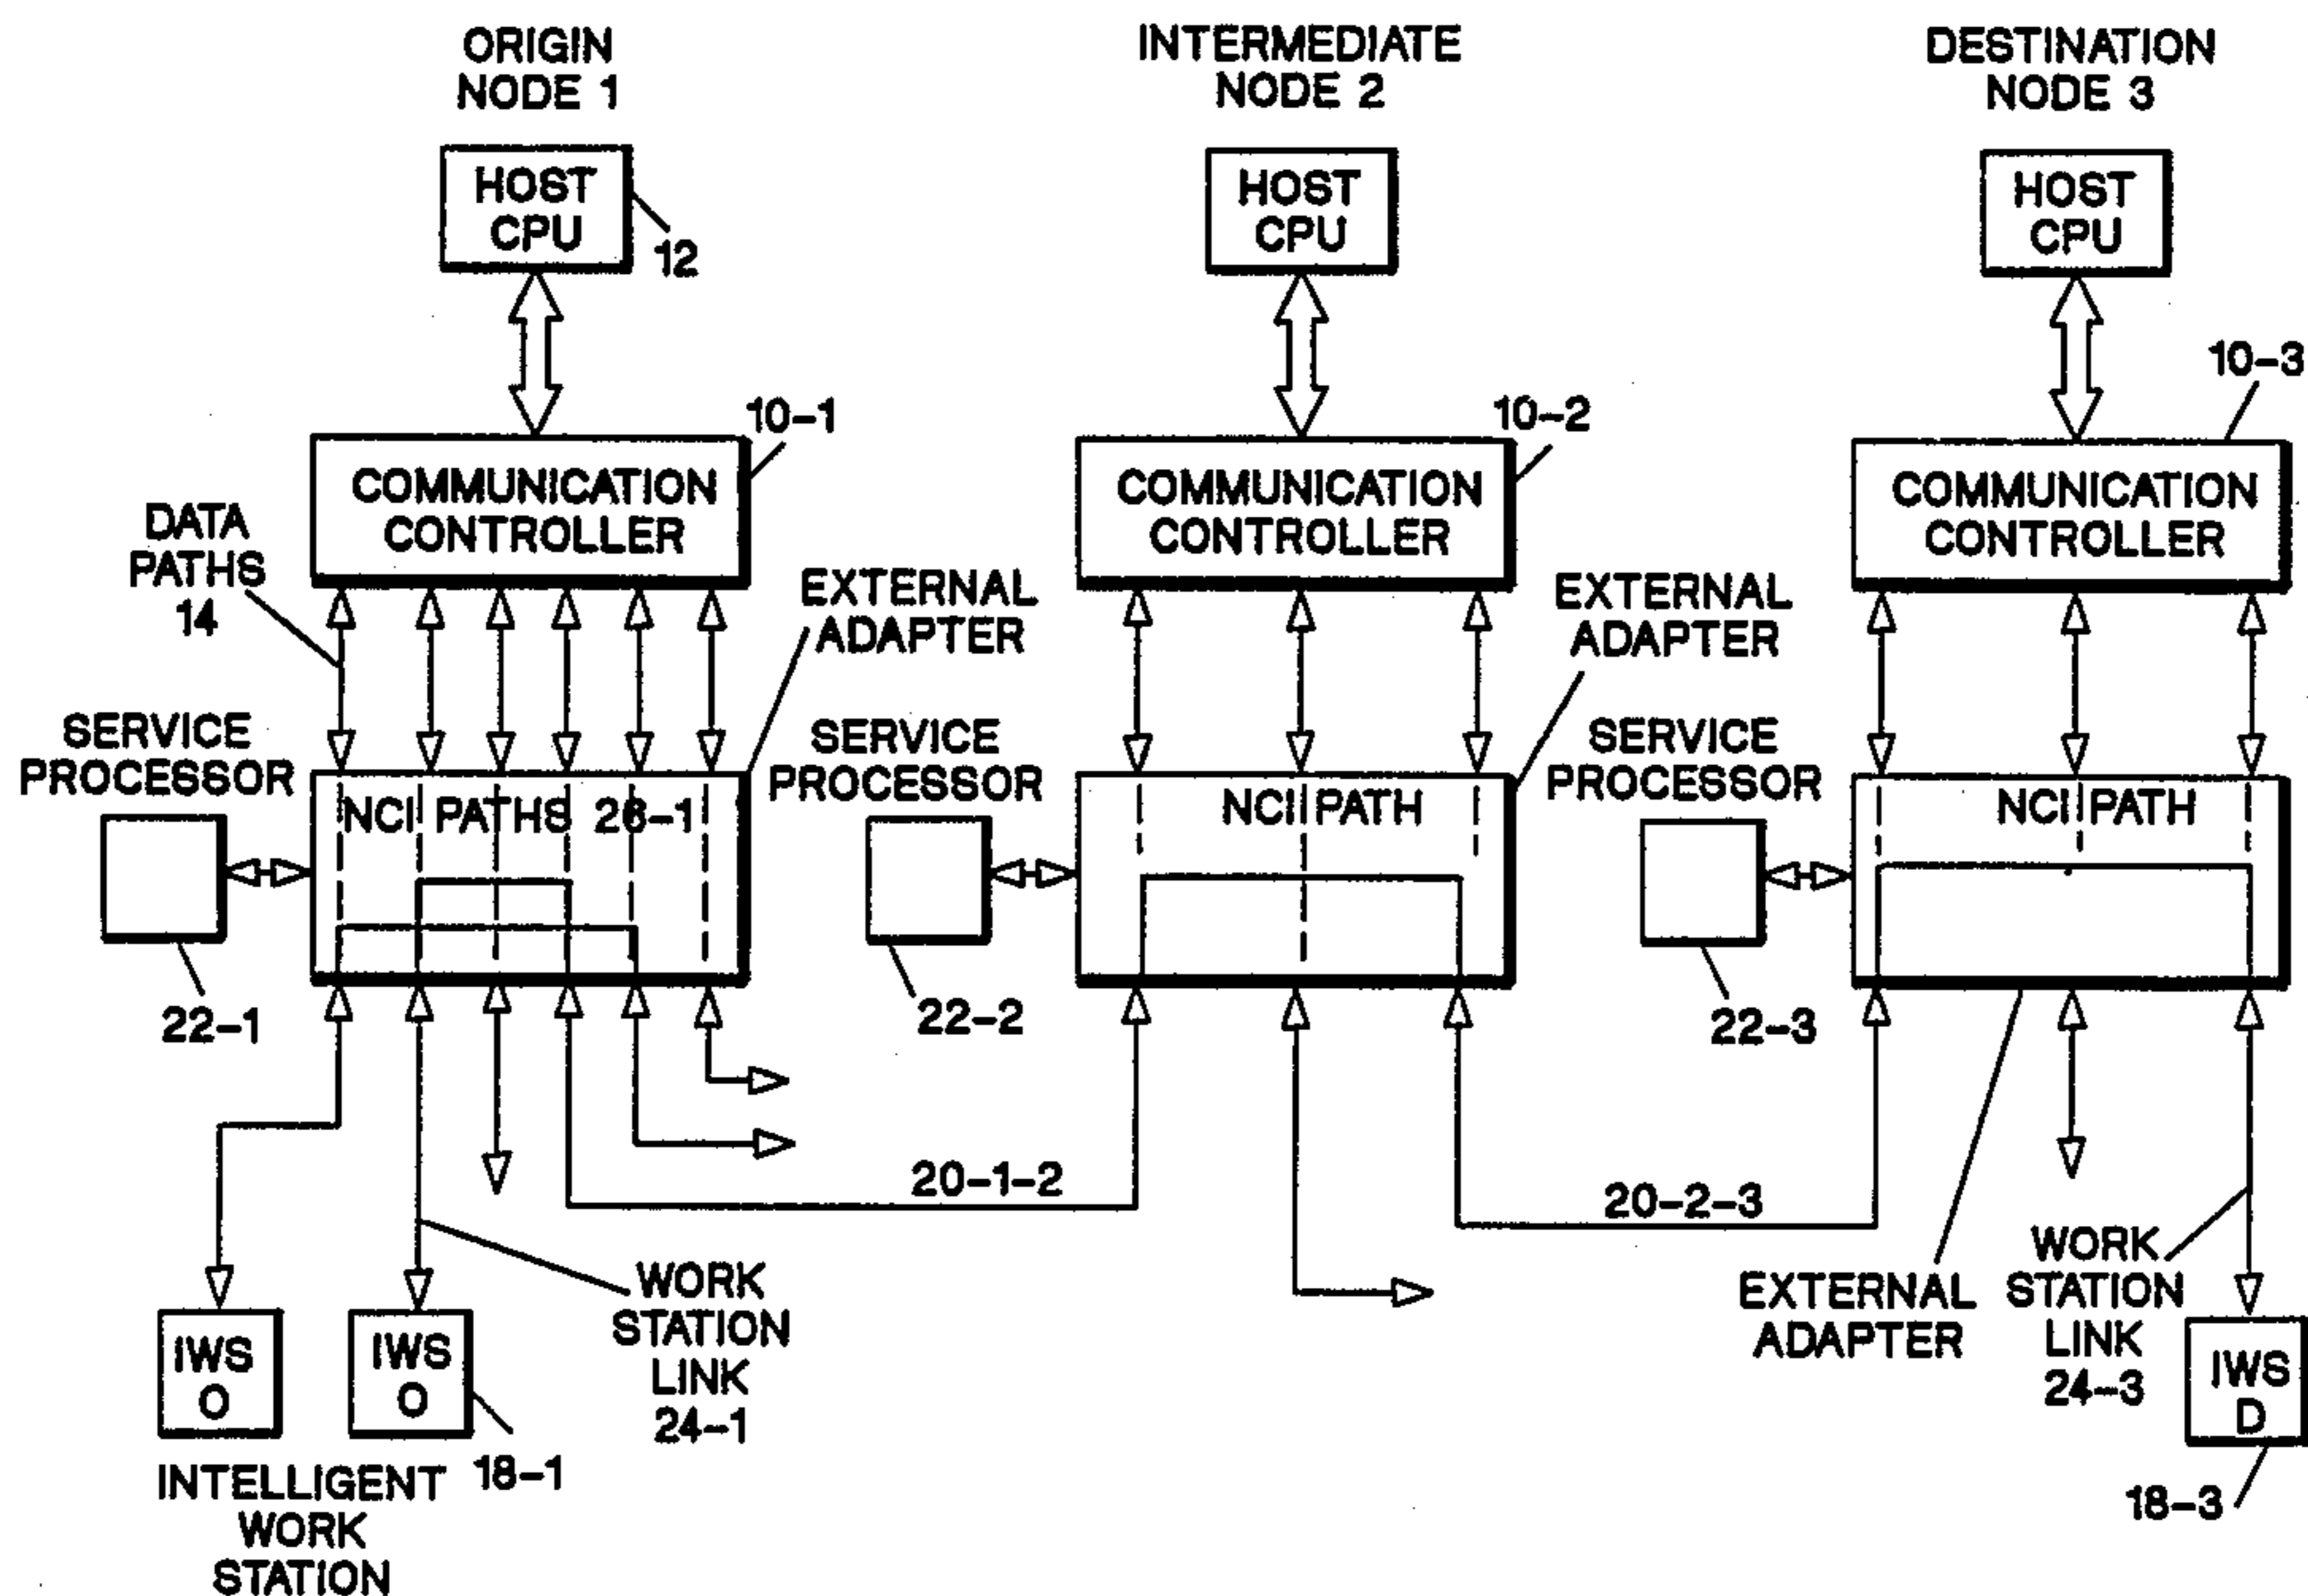 ORIGIN
NODE 1
INTERMEDIATE
NODE 2
DESTINATION
NODE 3
HOST
CPU
12
HOST
CPU
HOST
CPU
10-1
10-2
10-3
COMMUNICATION
CONTROLLER
COMMUNICATION
CONTROLLER
COMMUNICATION
CONTROLLER
DATA
PATHS
14
EXTERNAL
ADAPTER
EXTERNAL
ADAPTER
SERVICE
PROCESSOR
SERVICE
PROCESSOR
SERVICE
PROCESSOR
NCI PATHS 26-1
NCI PATH
NCI PATH
22-1
22-2
22-3
20-1-2
20-2-3
WORK
STATION
LINK
24-1
EXTERNAL
ADAPTER
WORK
STATION
LINK
24-3
IWS
O
IWS
O
IWS
D
18-1
18-3
INTELLIGENT
WORK
STATION